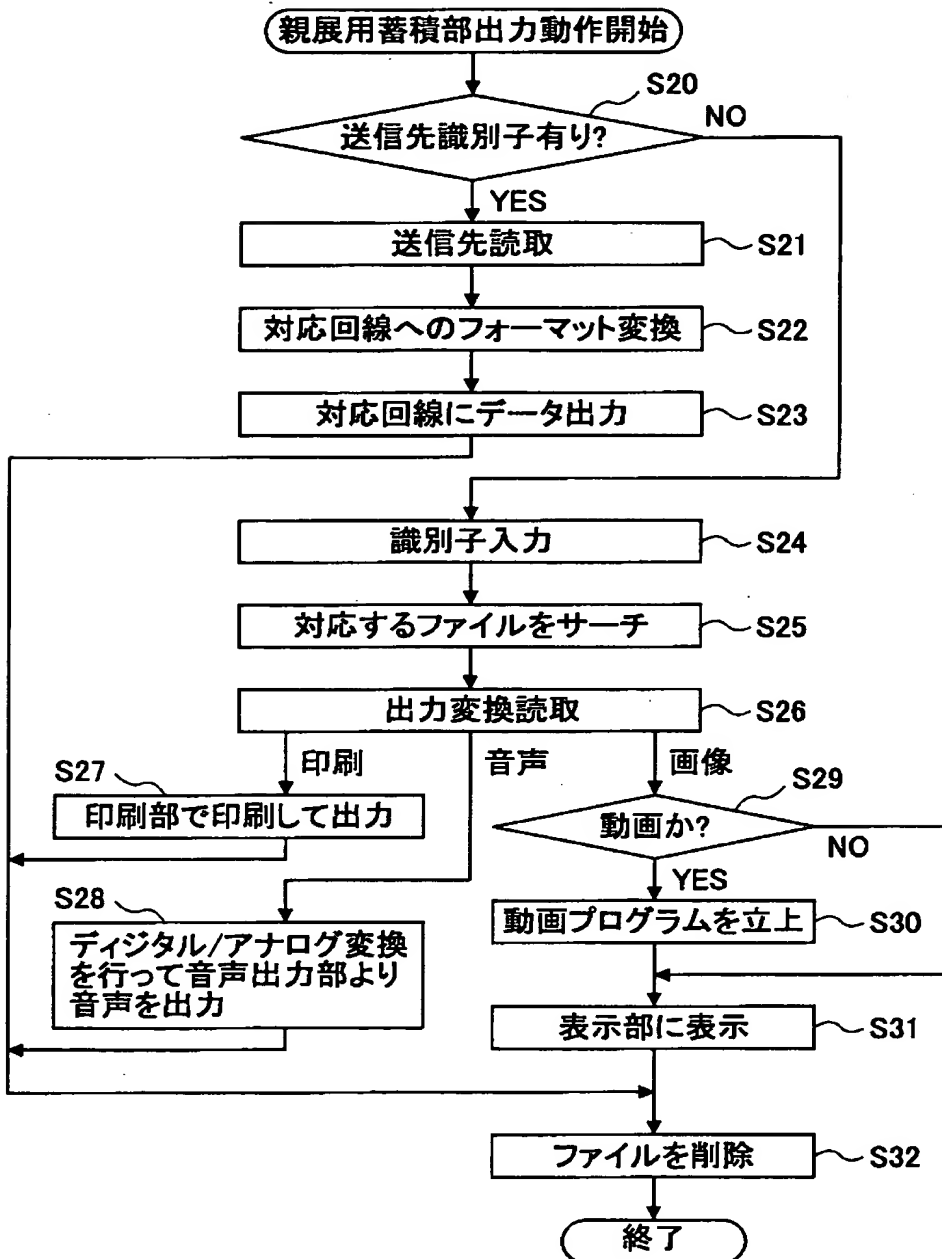 親展用蓄積部出力動作開始
S20
送信先識別子有り?
NO
YES
送信先読取
S21
対応回線へのフォーマット変換
S22
対応回線にデータ出力
S23
識別子入力
S24
対応するファイルをサーチ
S25
出力変換読取
S26
印刷
音声
画像
S27
印刷部で印刷して出力
S29
動画か?
NO
YES
S28
ディジタル/アナログ変換
を行って音声出力部より
音声を出力
動画プログラムを立上
S30
表示部に表示
S31
ファイルを削除
S32
終了